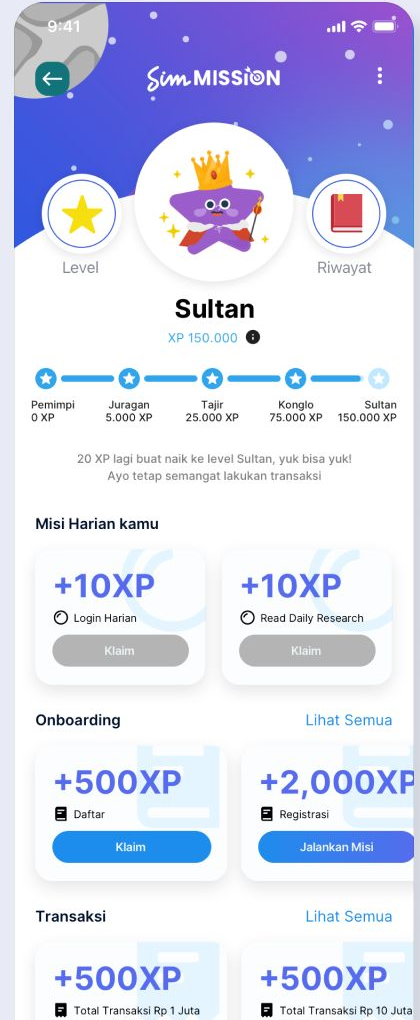 9:41
Sim MISSION
Level
Riwayat
Sultan
XP 150.000
Pemimpi
0 XP
Juragan
5.000 XP
Tajir
25.000 XP
Konglo
75.000 XP
Sultan
150.000 XP
20 XP lagi buat naik ke level Sultan, yuk bisa yuk!
Ayo tetap semangat lakukan transaksi
Misi Harian kamu
+10XP
Login Harian
Klaim
+10XP
Read Daily Research
Klaim
Onboarding
Lihat Semua
+500XP
Daftar
Klaim
+2,000XP
Registrasi
Jalankan Misi
Transaksi
Lihat Semua
+500XP
Total Transaksi Rp 1 Juta
+500XP
Total Transaksi Rp 10 Juta